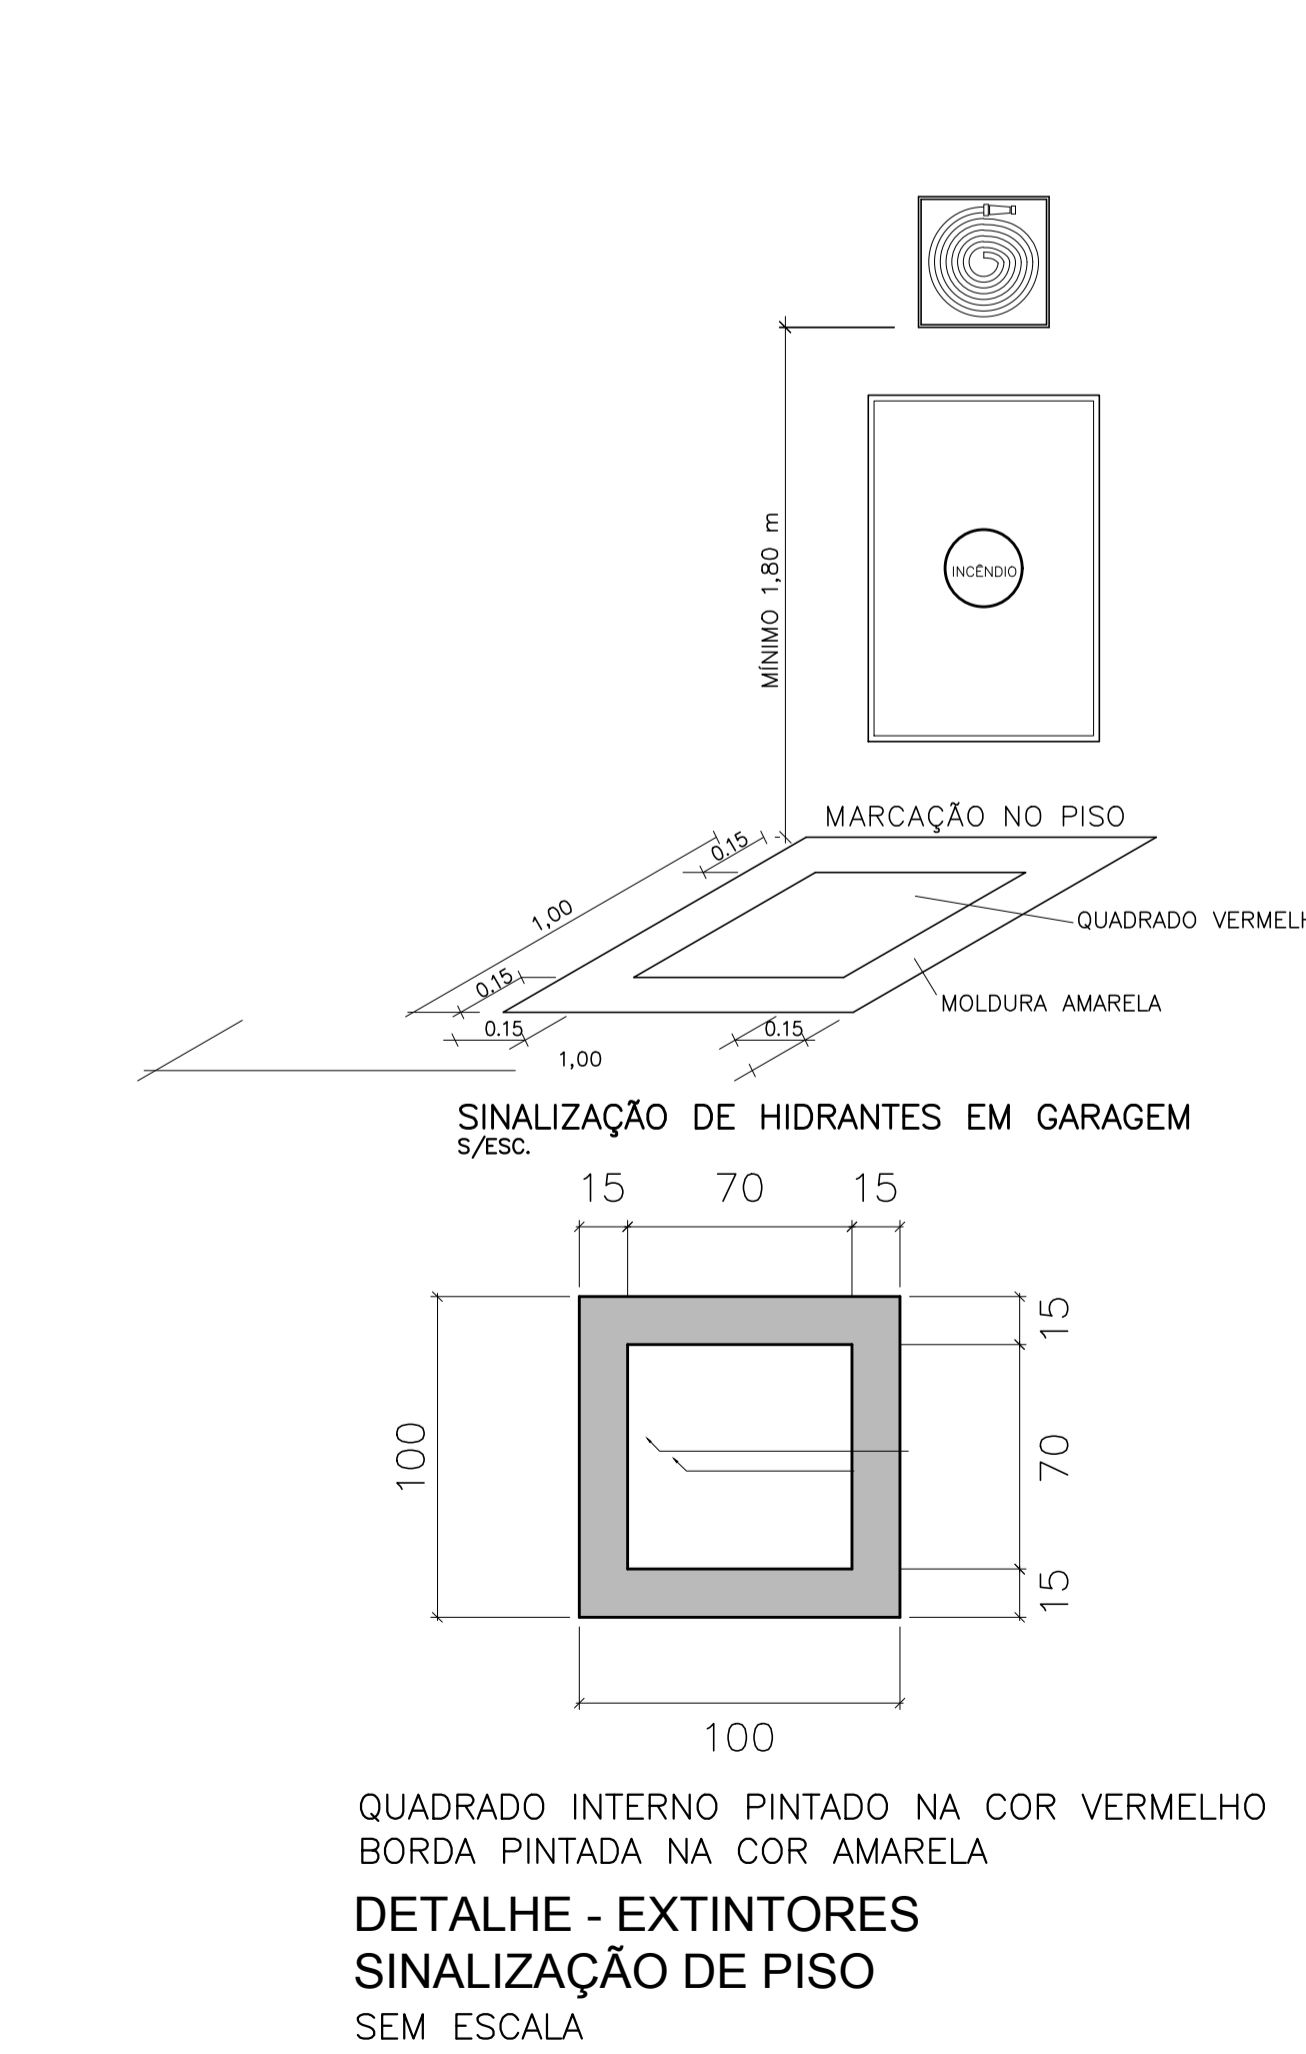 MÍNIMO 1,80 m
INCÊNDIO
MARCAÇÃO NO PISO
0.15
1,00
QUADRADO VERMEL
0.15
MOLDURA AMARELA
0.15
0.15
1,00
SINALIZAÇÃO DE HIDRANTES EM GARAGEM
S/ESC.
15 70 15
15
100
70
15
100
QUADRADO INTERNO PINTADO NA COR VERMELHO
BORDA PINTADA NA COR AMARELA
DETALHE - EXTINTORES
SINALIZAÇÃO DE PISO
SEM ESCALA